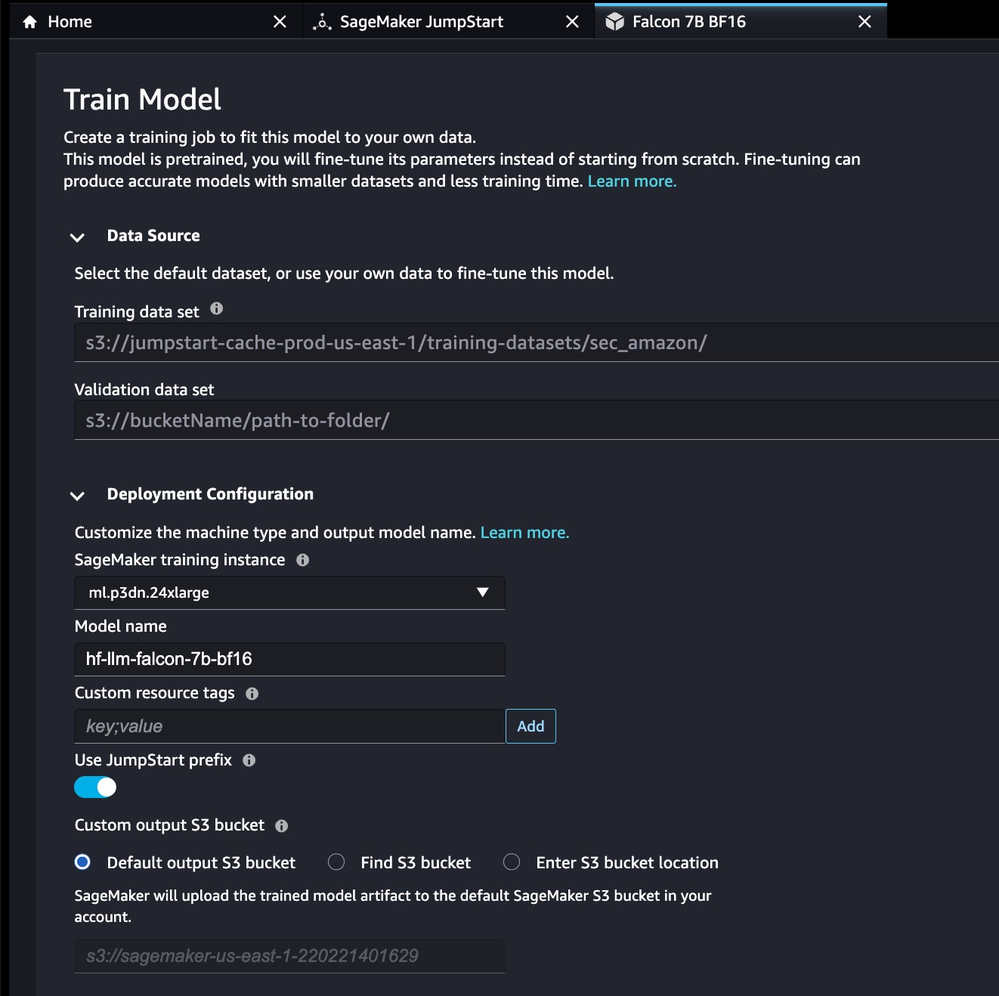 Home
SageMaker JumpStart
Falcon 7B BF16
Train Model
Create a training job to fit this model to your own data.
This model is pretrained, you will fine-tune its parameters instead of starting from scratch. Fine-tuning can
produce accurate models with smaller datasets and less training time. Learn more.
Data Source
Select the default dataset, or use your own data to fine-tune this model.
Training data set
s3://jumpstart-cache-prod-us-east-1/training-datasets/sec_amazon/
Validation data set
s3://bucketName/path-to-folder/
Deployment Configuration
Customize the machine type and output model name. Learn more.
SageMaker training instance
ml.p3dn.24xlarge
Model name
hf-llm-falcon-7b-bf16
Custom resource tags
key;value
Add
Use JumpStart prefix
Custom output S3 bucket
Default output S3 bucket
Find S3 bucket
Enter S3 bucket location
SageMaker will upload the trained model artifact to the default SageMaker S3 bucket in your
account.
s3://sagemaker-us-east-1-220221401629